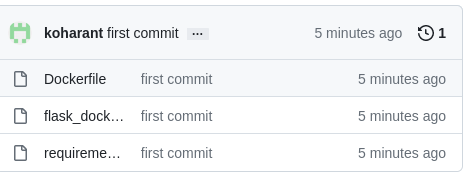 koharant first commit ... 5 minutes ago 1
Dockerfile first commit 5 minutes ago
flask_dock... first commit 5 minutes ago
requireme... first commit 5 minutes ago